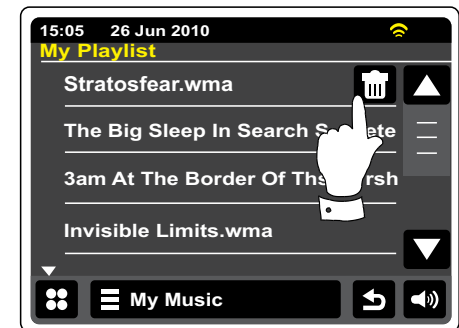 15:05 26 Jun 2010
My Playlist
Stratosfear.wma
The Big Sleep In Search
3am At The Border Of
Invisible Limits.wma
My Music